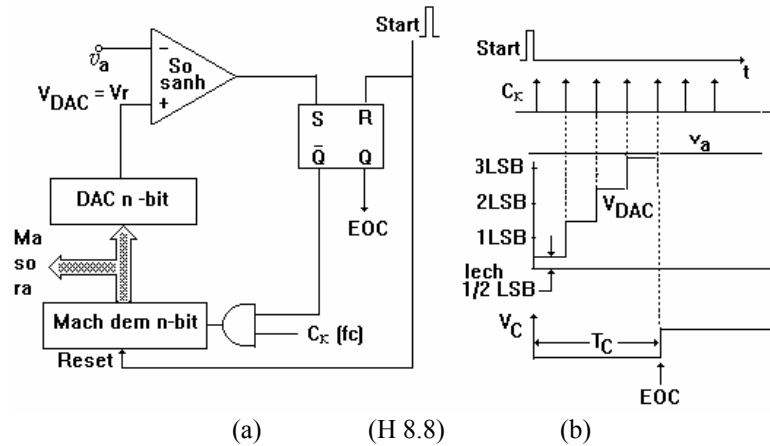 Start
v_a
−
So
sanh
V_DAC = Vr
+
S R
Q̄ Q
EOC
DAC n -bit
Ma
so
ra
Mach dem n-bit
C_K (fc)
Reset
(a)
Start
t
C_K
v_a
3LSB
2LSB
V_DAC
1LSB
lech
1/2 LSB
V_C
T_C
EOC
(b)
(H 8.8)